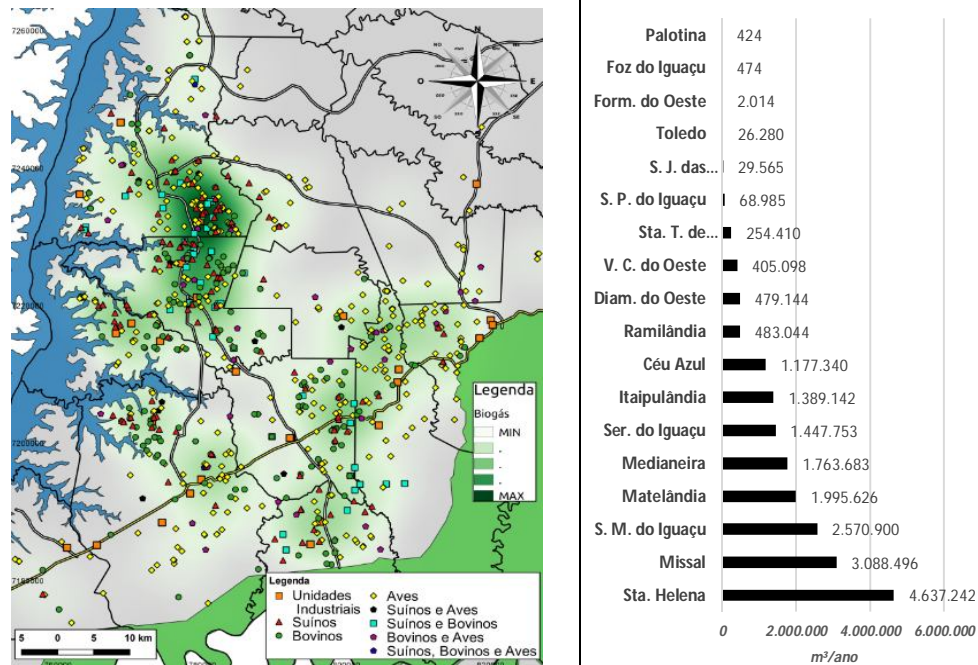 7260000
N
NO
NE
O
E
SO
SE
7240000
7220000
7200000
7180000
Legenda
Biogás
MIN
-
-
-
MAX
Legenda
Unidades Industriais
Suínos
Bovinos
Aves
Suínos e Aves
Suínos e Bovinos
Bovinos e Aves
Suínos, Bovinos e Aves
5 0 5 10 km
Palotina 424
Foz do Iguaçu 474
Form. do Oeste 2.014
Toledo 26.280
S. J. das... 29.565
S. P. do Iguaçu 68.985
Sta. T. de... 254.410
V. C. do Oeste 405.098
Diam. do Oeste 479.144
Ramilândia 483.044
Céu Azul 1.177.340
Itaipulândia 1.389.142
Ser. do Iguaçu 1.447.753
Medianeira 1.763.683
Matelândia 1.995.626
S. M. do Iguaçu 2.570.900
Missal 3.088.496
Sta. Helena 4.637.242
0 2.000.000 4.000.000 6.000.000
m³/ano